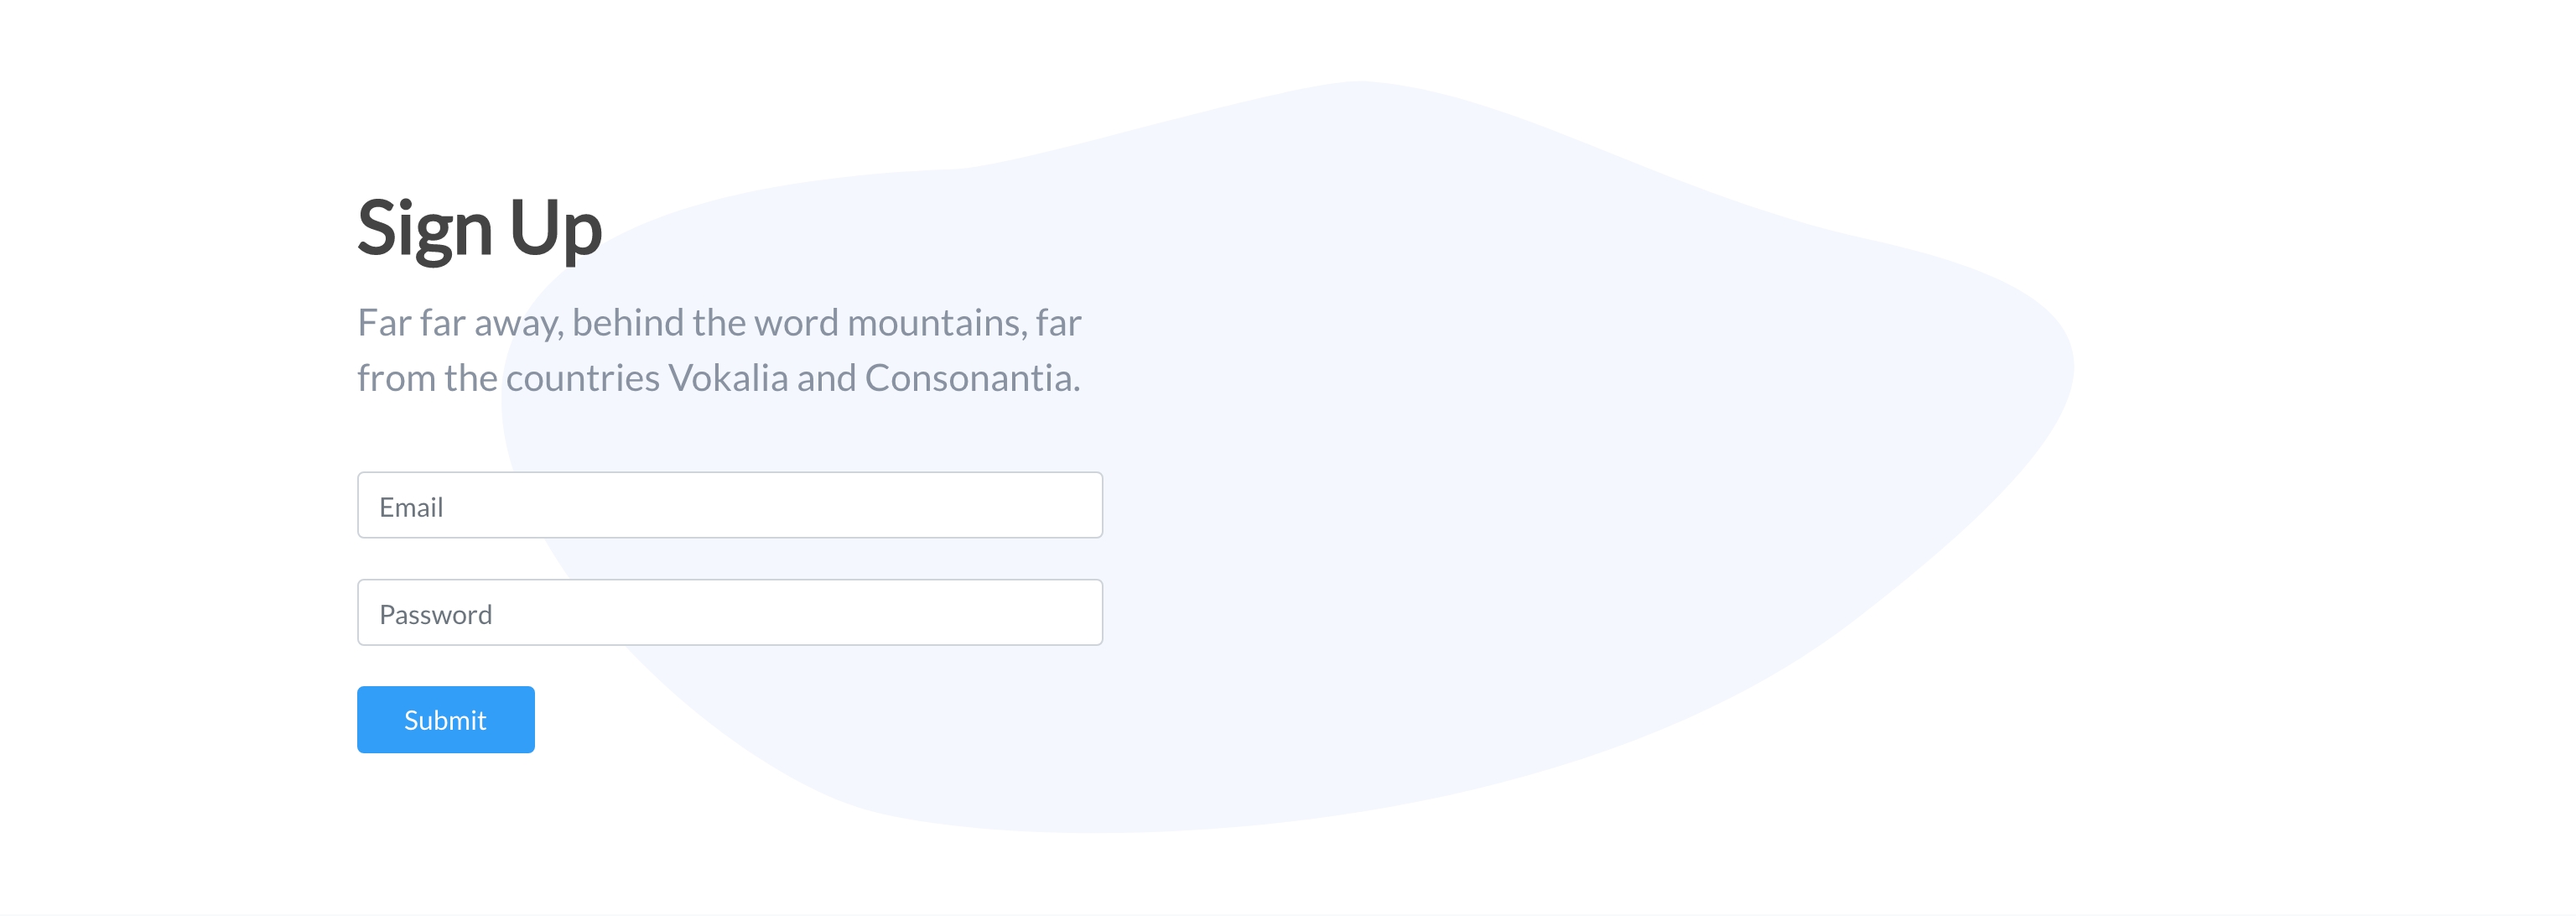 Sign Up
Far far away, behind the word mountains, far
from the countries Vokalia and Consonantia.
Email
Password
Submit